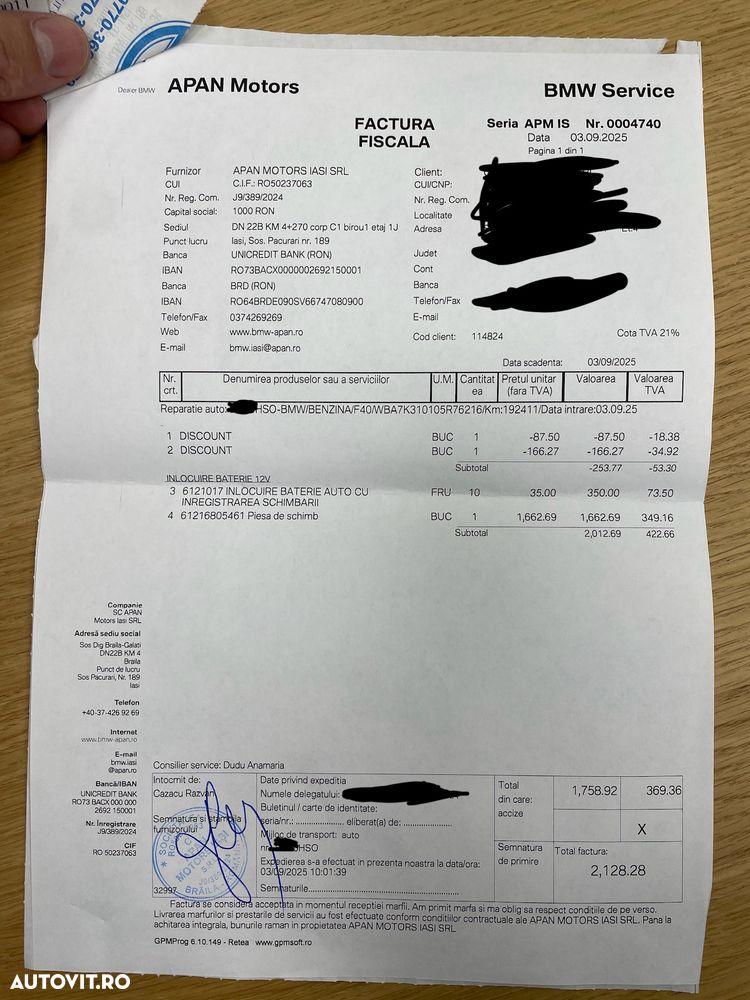 0770-36
Dealer BMW APAN Motors BMW Service
FACTURA
FISCALA
Seria APM IS Nr. 0004740
Data 03.09.2025
Pagina 1 din 1
Furnizor APAN MOTORS IASI SRL
CUI C.I.F.: RO50237063
Nr. Reg. Com. J9/389/2024
Capital social: 1000 RON
Sediul DN 22B KM 4+270 corp C1 birou1 etaj 1J
Punct lucru Iasi, Sos. Pacurari nr. 189
Banca UNICREDIT BANK (RON)
IBAN RO73BACX0000002692150001
Banca BRD (RON)
IBAN RO64BRDE090SV66747080900
Telefon/Fax 0374269269
Web www.bmw-apan.ro
E-mail bmw.iasi@apan.ro
Client:
CUI/CNP:
Nr. Reg. Com.
Localitate
Adresa
Judet
Cont
Banca
Telefon/Fax
E-mail
Cod client: 114824 Cota TVA 21%
Data scadenta: 03/09/2025
Nr. crt. Denumirea produselor sau a serviciilor U.M. Cantitatea Pretul unitar (fara TVA) Valoarea Valoarea TVA
Reparatie auto: HSO-BMW/BENZINA/F40/WBA7K310105R76216/Km:192411/Data intrare:03.09.25
1 DISCOUNT BUC 1 -87.50 -87.50 -18.38
2 DISCOUNT BUC 1 -166.27 -166.27 -34.92
Subtotal -253.77 -53.30
INLOCUIRE BATERIE 12V
3 6121017 INLOCUIRE BATERIE AUTO CU FRU 10 35.00 350.00 73.50
INREGISTRAREA SCHIMBARII
4 61216805461 Piesa de schimb BUC 1 1,662.69 1,662.69 349.16
Subtotal 2,012.69 422.66
Companie
SC APAN
Motors Iasi SRL
Adresă sediu social
Sos Dig Braila-Galati
DN22B KM 4
Braila
Punct de lucru
Sos Pacurari, Nr. 189
Iasi
Telefon
+40-37-426 92 69
Internet
www.bmw-apan.ro
E-mail
bmw.iasi
@apan.ro
Bancă/IBAN
UNICREDIT BANK
RO73 BACX 000 000
2692 150001
Nr. înregistrare
J9/389/2024
CIF
RO 50237063
Consilier service: Dudu Anamaria
Intocmit de:
Cazacu Razvan
Semnatura si stampila
furnizorului
32997
Date privind expeditia
Numele delegatului:
Buletinul / carte de identitate:
seria/nr.: ................ eliberat(a) de: ................
Mijloc de transport: auto
nr. HSO
Expedierea s-a efectuat in prezenta noastra la data/ora:
03/09/2025 10:01:39
Semnaturile................
Total 1,758.92 369.36
din care:
accize X
Semnatura
de primire
Total factura:
2,128.28
Factura se considera acceptata in momentul receptiei marfii. Am primit marfa si ma oblig sa respect conditiile de pe verso.
Livrarea marfurilor si prestarile de servicii au fost efectuate conform conditiilor contractuale ale APAN MOTORS IASI SRL. Pana la
achitarea integrala, bunurile raman in propietatea APAN MOTORS IASI SRL
GPMProg 6.10.149 - Retea www.gpmsoft.ro
AUTOVIT.RO